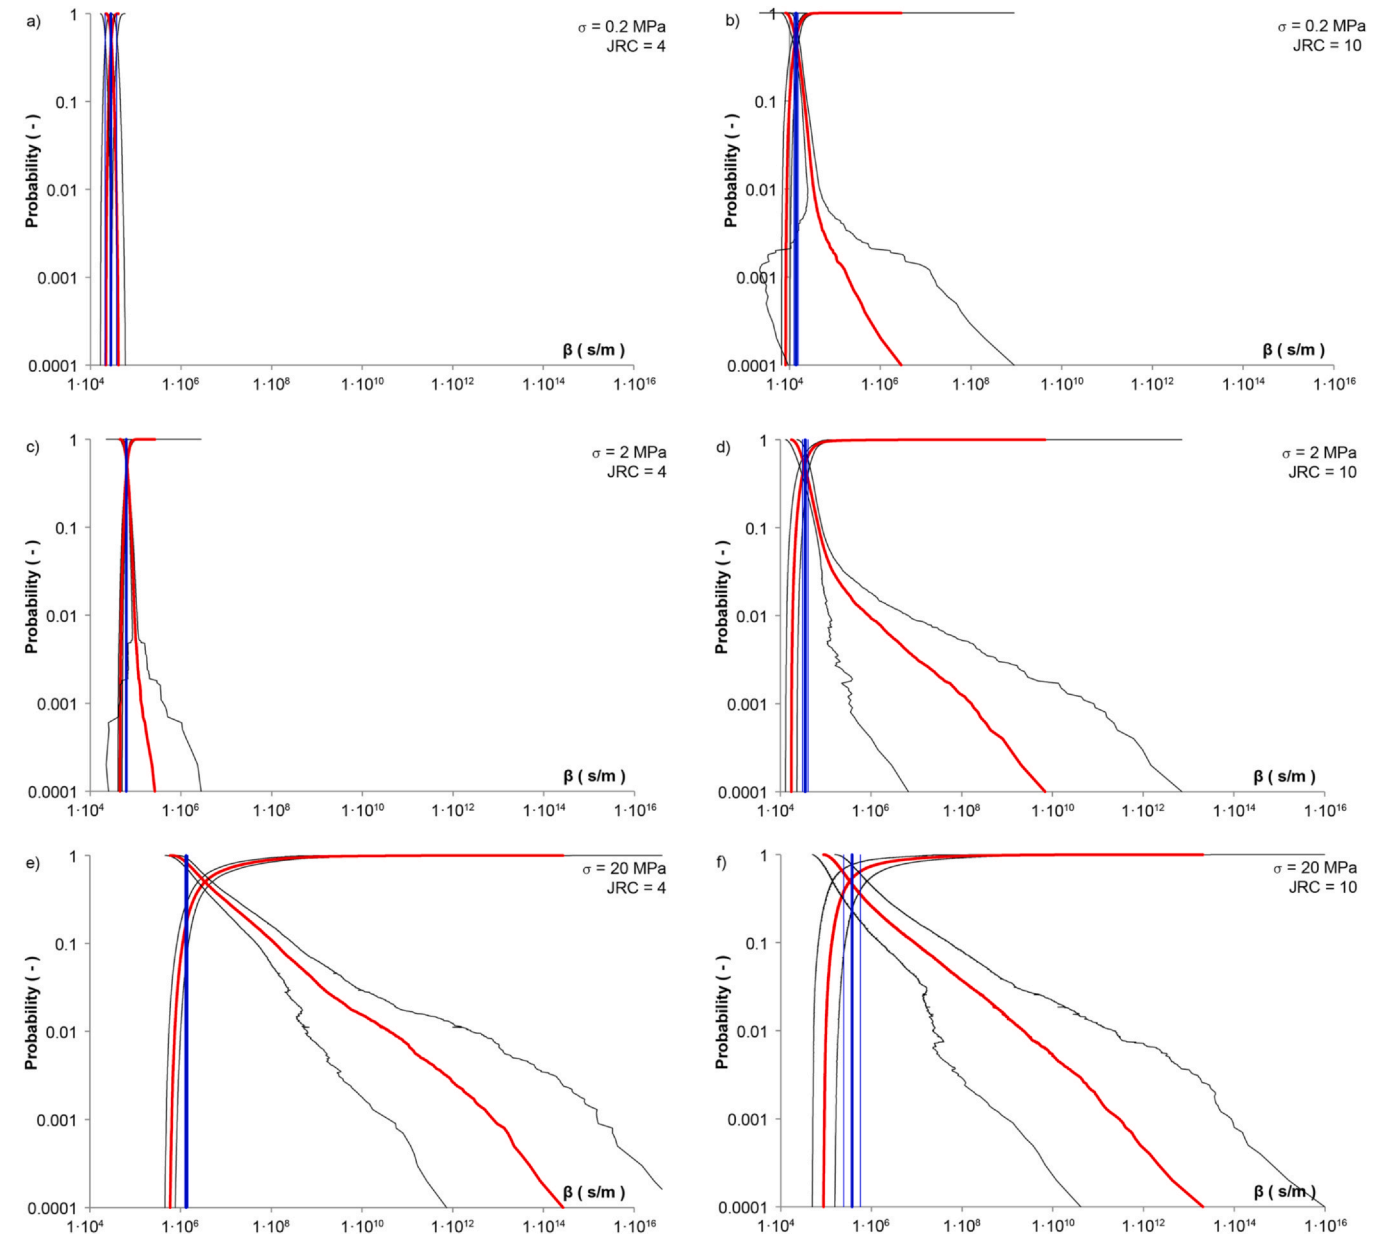 a)
σ = 0.2 MPa
JRC = 4
Probability ( - )
1
0.1
0.01
0.001
0.0001
β ( s/m )
1·10⁴ 1·10⁶ 1·10⁸ 1·10¹⁰ 1·10¹² 1·10¹⁴ 1·10¹⁶
b)
σ = 0.2 MPa
JRC = 10
Probability ( - )
1
0.1
0.01
0.001
0.0001
β ( s/m )
1·10⁴ 1·10⁶ 1·10⁸ 1·10¹⁰ 1·10¹² 1·10¹⁴ 1·10¹⁶
c)
σ = 2 MPa
JRC = 4
Probability ( - )
1
0.1
0.01
0.001
0.0001
β ( s/m )
1·10⁴ 1·10⁶ 1·10⁸ 1·10¹⁰ 1·10¹² 1·10¹⁴ 1·10¹⁶
d)
σ = 2 MPa
JRC = 10
Probability ( - )
1
0.1
0.01
0.001
0.0001
β ( s/m )
1·10⁴ 1·10⁶ 1·10⁸ 1·10¹⁰ 1·10¹² 1·10¹⁴ 1·10¹⁶
e)
σ = 20 MPa
JRC = 4
Probability ( - )
1
0.1
0.01
0.001
0.0001
β ( s/m )
1·10⁴ 1·10⁶ 1·10⁸ 1·10¹⁰ 1·10¹² 1·10¹⁴ 1·10¹⁶
f)
σ = 20 MPa
JRC = 10
Probability ( - )
1
0.1
0.01
0.001
0.0001
β ( s/m )
1·10⁴ 1·10⁶ 1·10⁸ 1·10¹⁰ 1·10¹² 1·10¹⁴ 1·10¹⁶